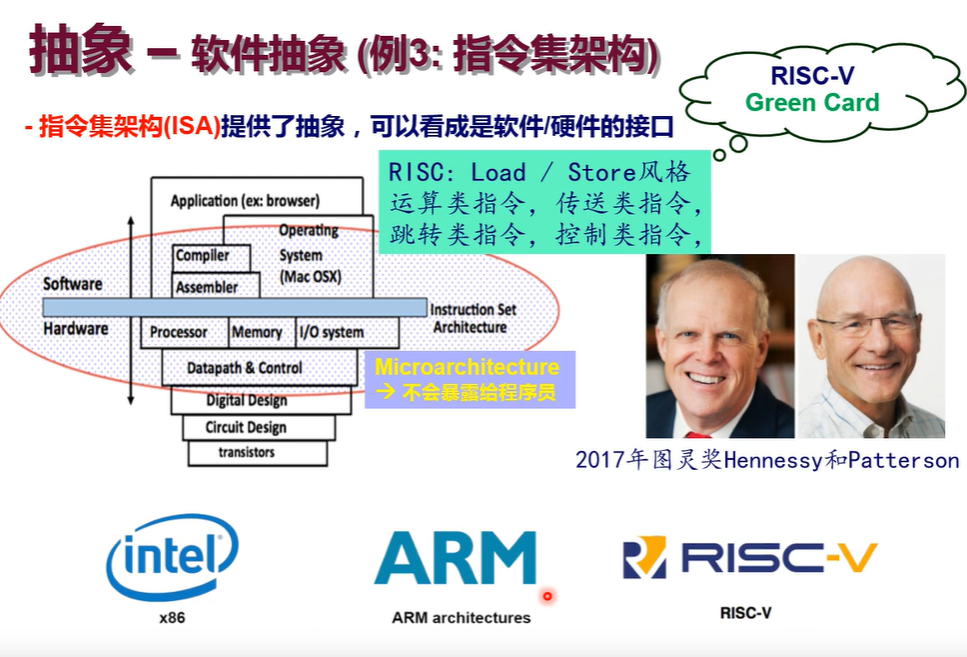 抽象 – 软件抽象 (例3: 指令集架构)
RISC-V
Green Card
- 指令集架构(ISA)提供了抽象，可以看成是软件/硬件的接口
RISC: Load / Store风格
运算类指令，传送类指令，
跳转类指令，控制类指令，
Application (ex: browser)
Operating
System
(Mac OSX)
Compiler
Assembler
Software
Hardware
Instruction Set
Architecture
Processor
Memory
I/O system
Datapath & Control
Digital Design
Circuit Design
transistors
Microarchitecture
→ 不会暴露给程序员
2017年图灵奖Hennessy和Patterson
intel
x86
ARM
ARM architectures
RISC-V
RISC-V